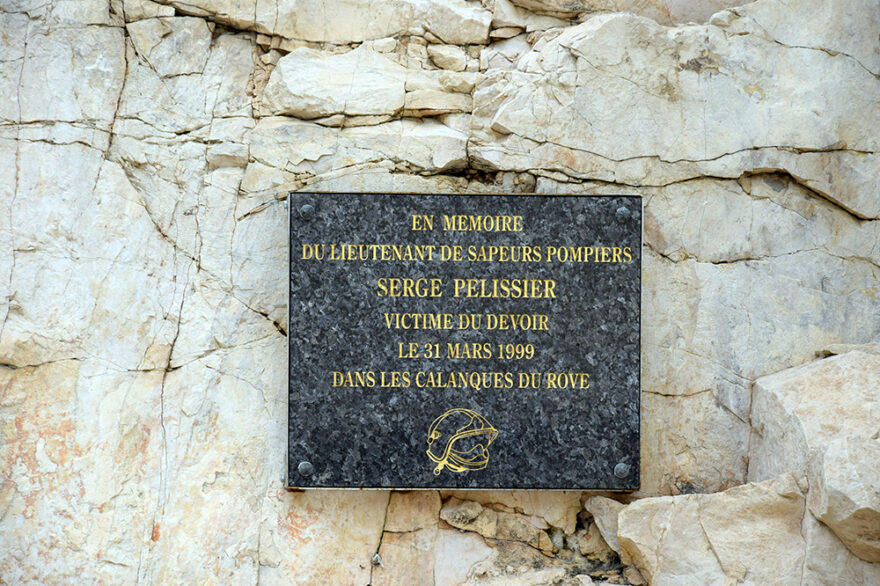 EN MEMOIRE
DU LIEUTENANT DE SAPEURS POMPIERS
SERGE PELISSIER
VICTIME DU DEVOIR
LE 31 MARS 1999
DANS LES CALANQUES DU ROVE